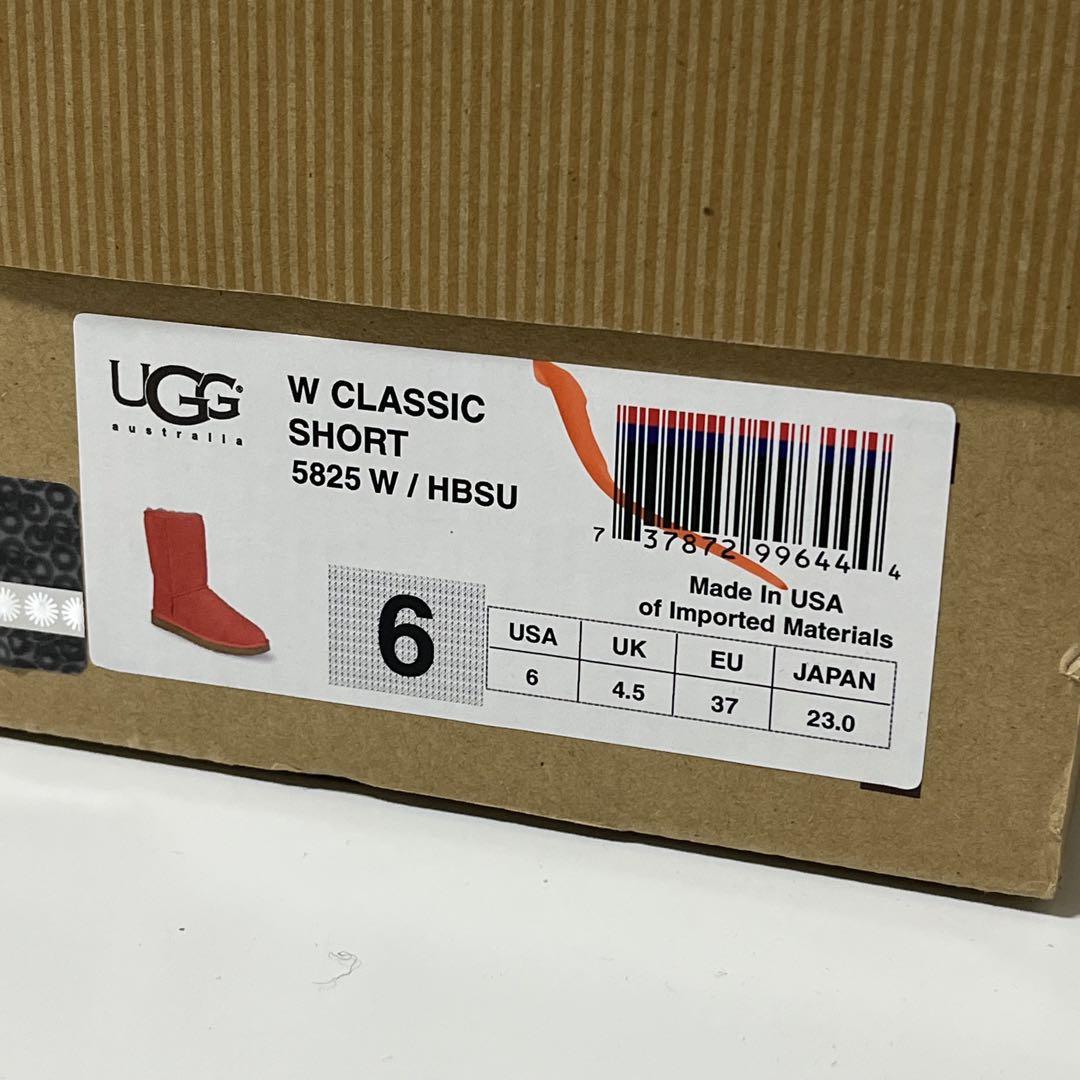 UGG®
australia
W CLASSIC
SHORT
5825 W / HBSU
7 37872 99644 4
Made In USA
of Imported Materials
6
USA UK EU JAPAN
6 4.5 37 23.0